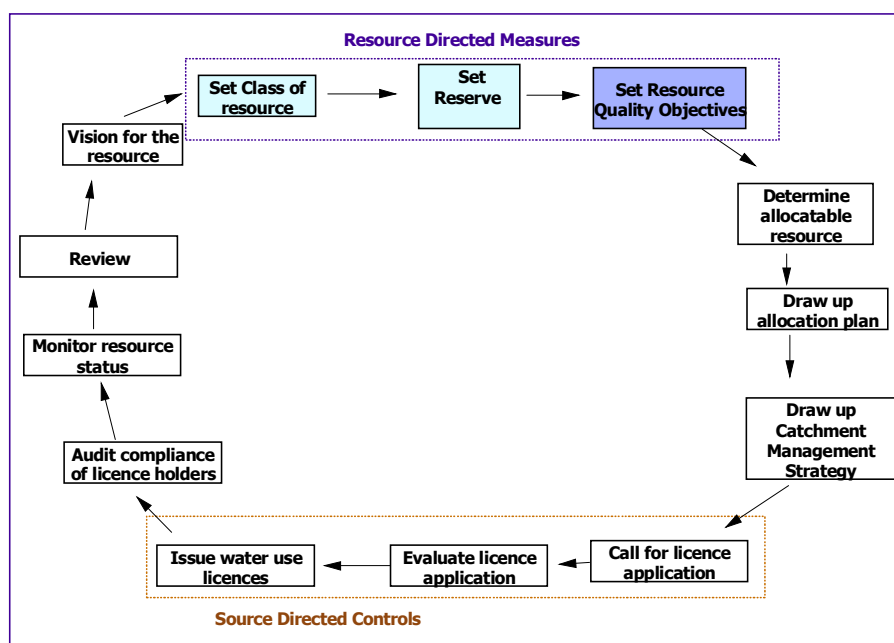 Resource Directed Measures
Set Class of
resource
Set
Reserve
Set Resource
Quality Objectives
Determine
allocatable
resource
Draw up
allocation plan
Draw up
Catchment
Management
Strategy
Call for licence
application
Evaluate licence
application
Issue water use
licences
Source Directed Controls
Audit compliance
of licence holders
Monitor resource
status
Review
Vision for the
resource